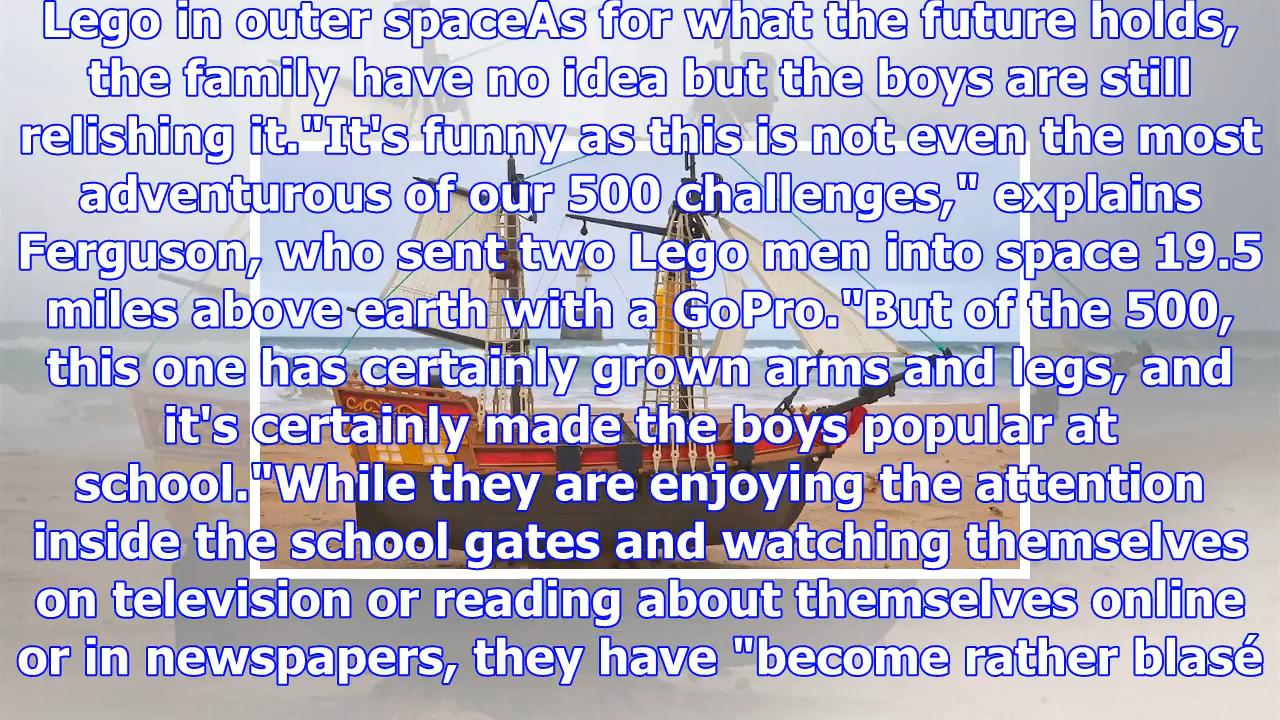 Lego in outer spaceAs for what the future holds,
the family have no idea but the boys are still
relishing it."It's funny as this is not even the most
adventurous of our 500 challenges," explains
Ferguson, who sent two Lego men into space 19.5
miles above earth with a GoPro."But of the 500,
this one has certainly grown arms and legs, and
it's certainly made the boys popular at
school."While they are enjoying the attention
inside the school gates and watching themselves
on television or reading about themselves online
or in newspapers, they have "become rather blasé